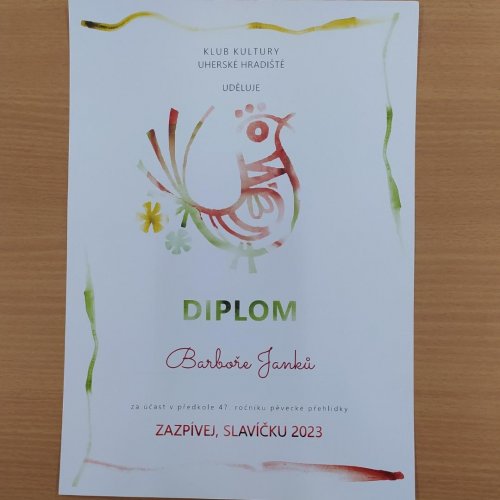 KLUB KULTURY
UHERSKÉ HRADIŠTĚ
UDĚLUJE
DIPLOM
Barboře Janků
za účast v předkole 47. ročníku pěvecké přehlídky
ZAZPÍVEJ, SLAVÍČKU 2023